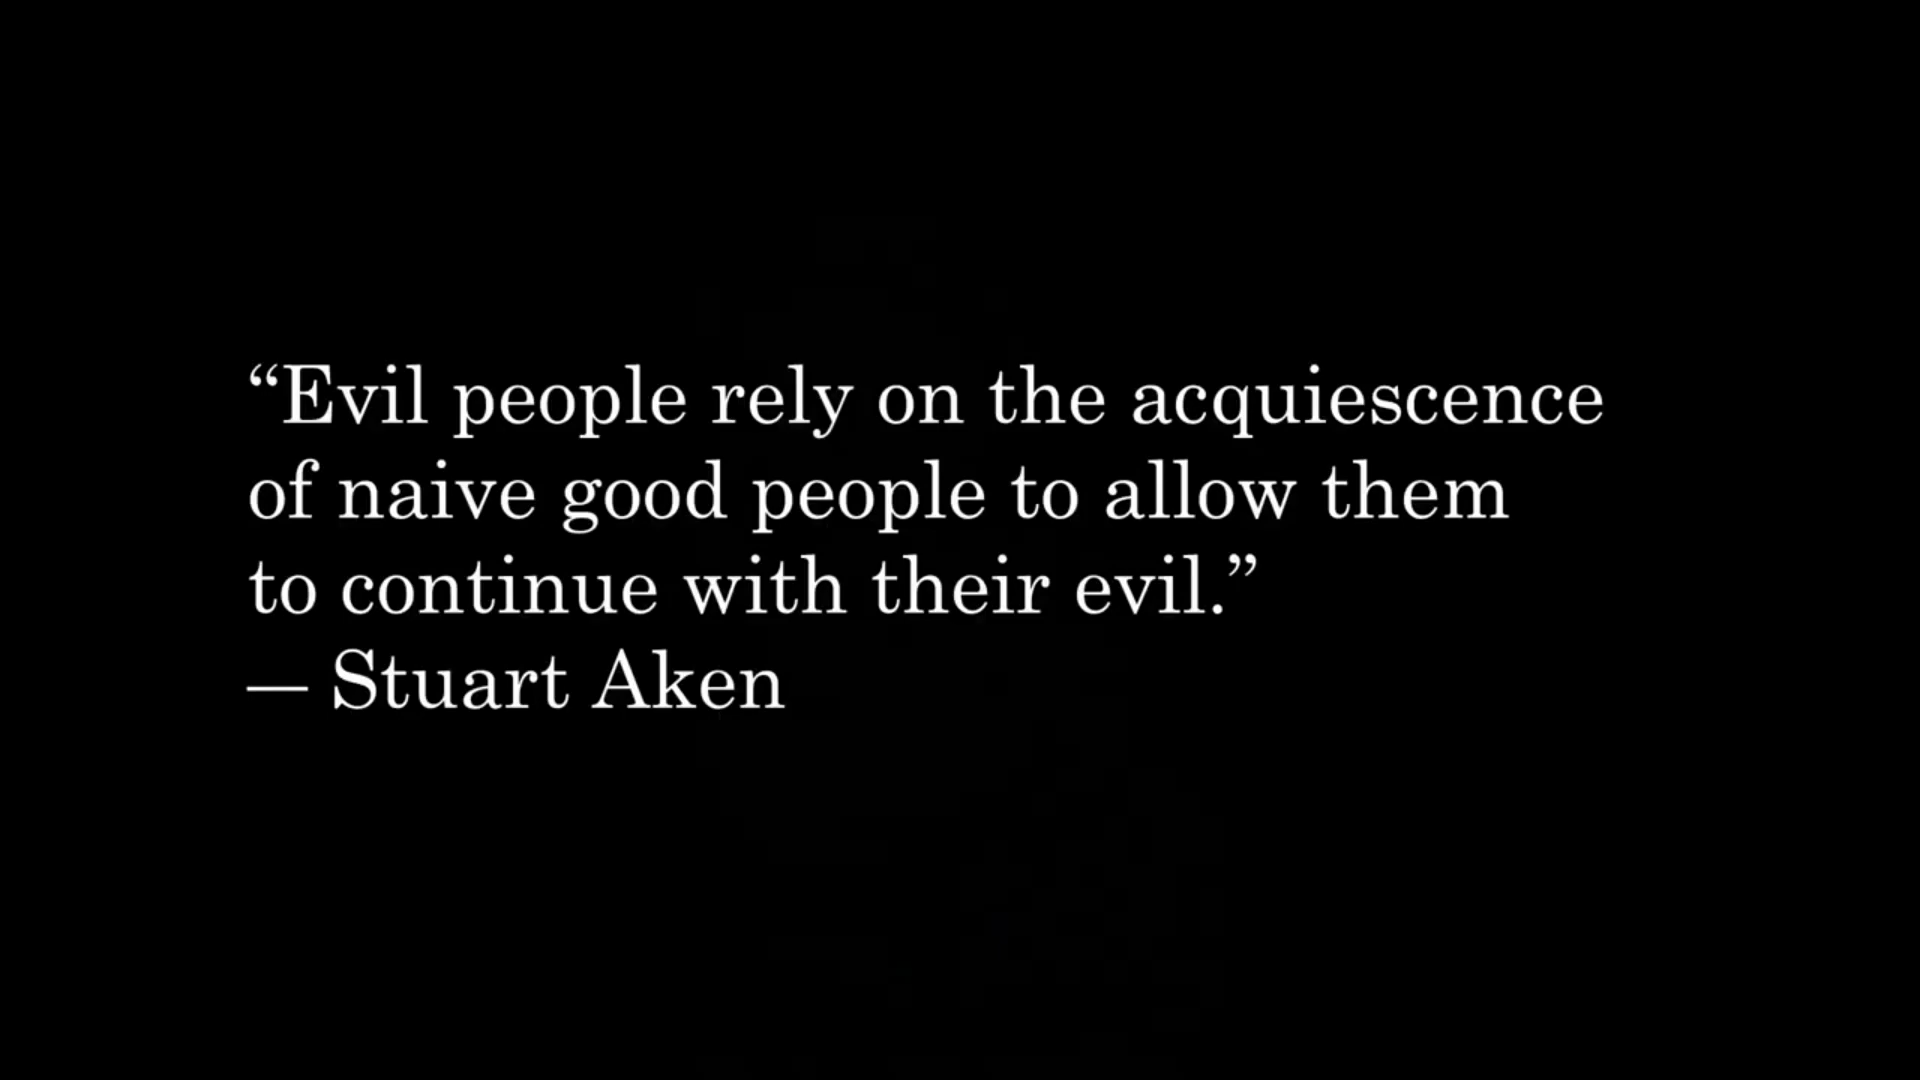 “Evil people rely on the acquiescence
of naive good people to allow them
to continue with their evil.”
— Stuart Aken